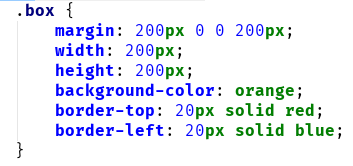 .box {
    margin: 200px 0 0 200px;
    width: 200px;
    height: 200px;
    background-color: orange;
    border-top: 20px solid red;
    border-left: 20px solid blue;
}